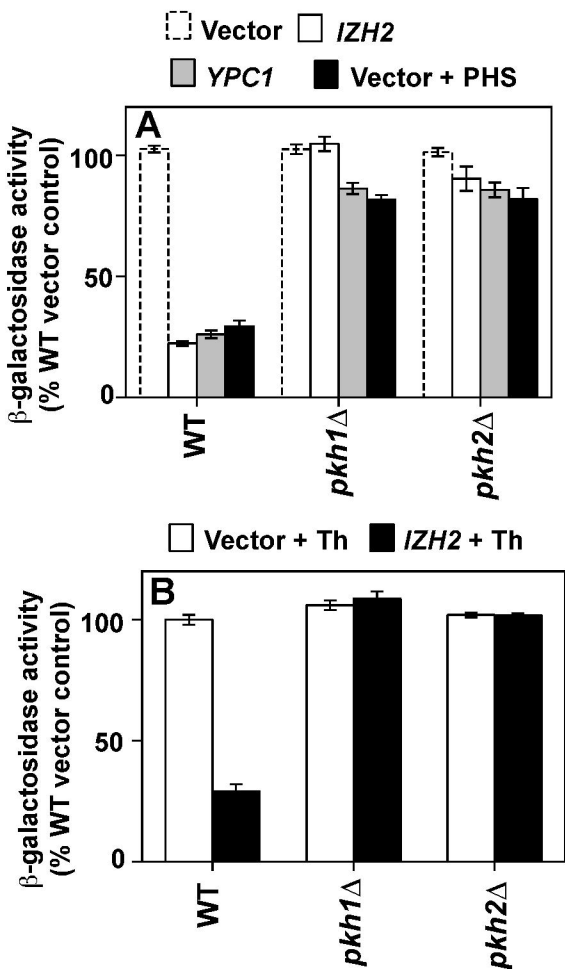 Vector IZH2
YPC1 Vector + PHS
A
β-galactosidase activity
(% WT vector control)
100
50
0
WT
pkh1Δ
pkh2Δ
Vector + Th IZH2 + Th
B
β-galactosidase activity
(% WT vector control)
100
50
0
WT
pkh1Δ
pkh2Δ